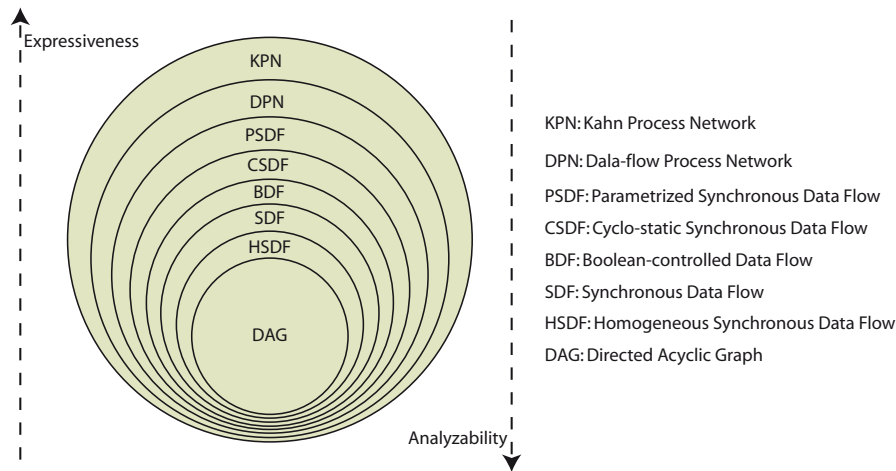 Expressiveness
KPN
DPN
PSDF
CSDF
BDF
SDF
HSDF
DAG
Analyzability
KPN: Kahn Process Network
DPN: Dala-flow Process Network
PSDF: Parametrized Synchronous Data Flow
CSDF: Cyclo-static Synchronous Data Flow
BDF: Boolean-controlled Data Flow
SDF: Synchronous Data Flow
HSDF: Homogeneous Synchronous Data Flow
DAG: Directed Acyclic Graph